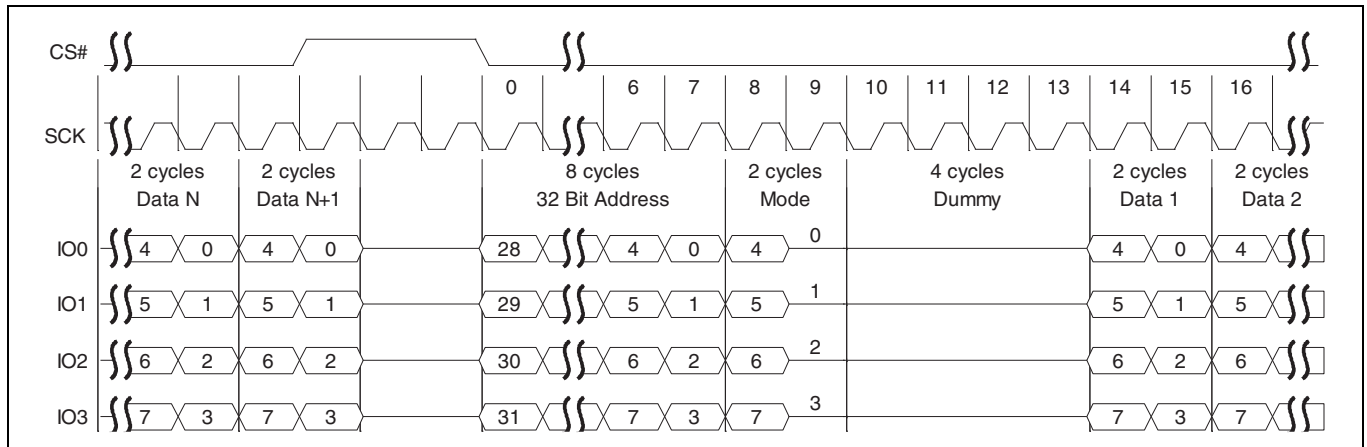 CS#
0 6 7 8 9 10 11 12 13 14 15 16
SCK
2 cycles 2 cycles 8 cycles 2 cycles 4 cycles 2 cycles 2 cycles
Data N Data N+1 32 Bit Address Mode Dummy Data 1 Data 2
IO0 4 0 4 0 28 4 0 4 0 4 0 4
IO1 5 1 5 1 29 5 1 5 1 5 1 5
IO2 6 2 6 2 30 6 2 6 2 6 2 6
IO3 7 3 7 3 31 7 3 7 3 7 3 7